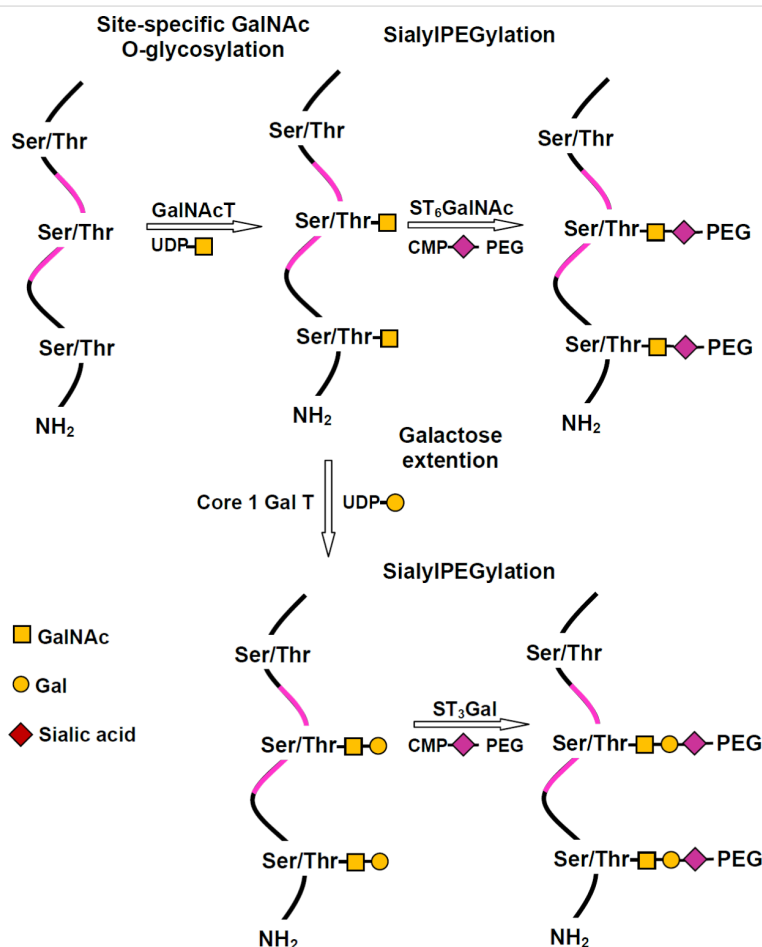 Site-specific GalNAc
O-glycosylation
SialylPEGylation
Ser/Thr
Ser/Thr
Ser/Thr
NH2
GalNAcT
UDP
Ser/Thr
Ser/Thr
Ser/Thr
NH2
ST6GalNAc
CMP PEG
Ser/Thr
Ser/Thr PEG
Ser/Thr PEG
NH2
Galactose
extention
Core 1 Gal T
UDP
SialylPEGylation
GalNAc
Gal
Sialic acid
Ser/Thr
Ser/Thr
Ser/Thr
NH2
ST3Gal
CMP PEG
Ser/Thr
Ser/Thr PEG
Ser/Thr PEG
NH2